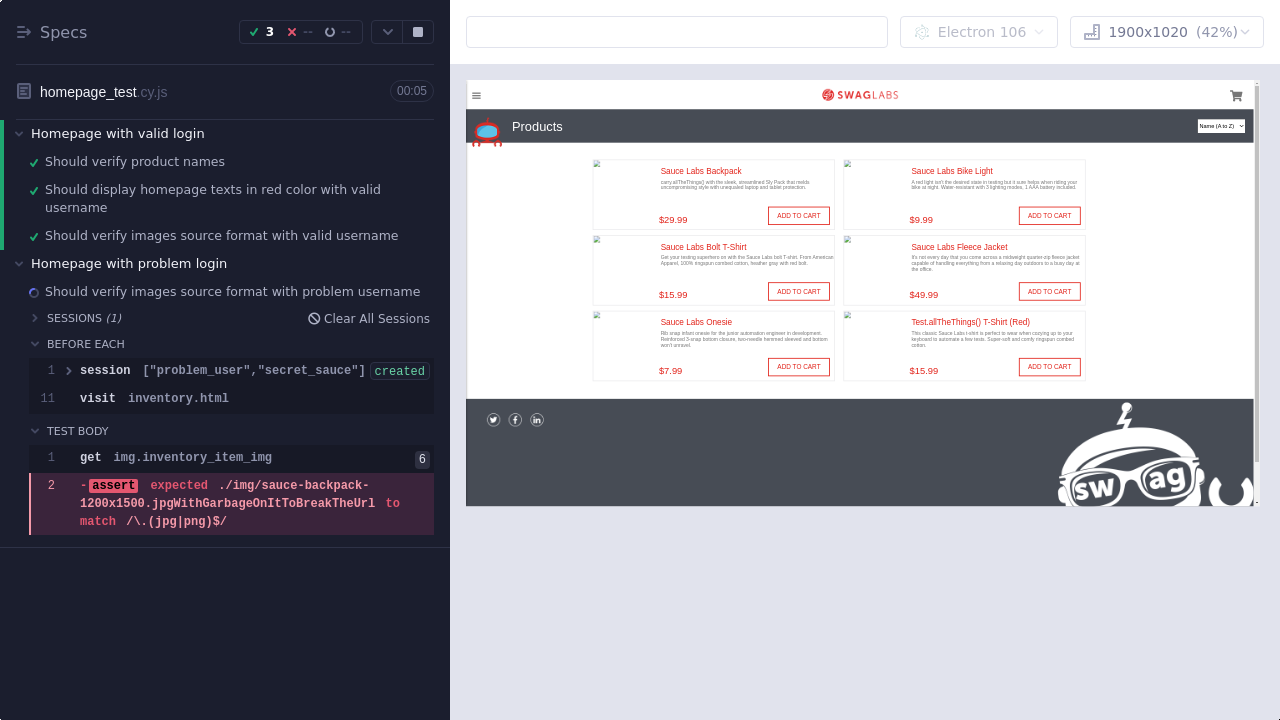 Specs
3
--
--
Electron 106
1900x1020 (42%)
homepage_test.cy.js
00:05
Homepage with valid login
Should verify product names
Should display homepage texts information with valid
username
Should verify images source format with valid username
Homepage with problem login
Should verify images source format with problem username
SESSIONS (1)
Clear All Sessions
BEFORE EACH
1 session ["problem_user","secret_sauce"] created
11 visit inventory.html
TEST BODY
1 get img.inventory_item_img 6
2 -assert expected ./img/sauce-backpack-
1200x1500.jpgWithGarbageOnItToBreakTheUrl to
match /\.(jpg|png)$/
SWAGLABS
Products
Name (A to Z)
Sauce Labs Backpack
carry.allTheThings() with the sleek, streamlined Sly Pack that melds
uncompromising style with unequaled laptop and tablet protection.
$29.99
ADD TO CART
Sauce Labs Bike Light
A red light isn't the desired state in testing but it sure helps when riding your
bike at night. Water-resistant with 3 lighting modes, 1 AAA battery included.
$9.99
ADD TO CART
Sauce Labs Bolt T-Shirt
Get your testing superhero on with the Sauce Labs bolt T-shirt. From American
Apparel, 100% ringspun combed cotton, heather gray with red bolt.
$15.99
ADD TO CART
Sauce Labs Fleece Jacket
It's not every day that you come across a midweight quarter-zip fleece jacket
capable of handling everything from a relaxing day outdoors to a busy day at
the office.
$49.99
ADD TO CART
Sauce Labs Onesie
Rib snap infant onesie for the junior automation engineer in development.
Reinforced 3-snap bottom closure, two-needle hemmed sleeved and bottom
won't unravel.
$7.99
ADD TO CART
Test.allTheThings() T-Shirt (Red)
This classic Sauce Labs t-shirt is perfect to wear when cozying up to your
keyboard to automate a few tests. Super-soft and comfy ringspun combed
cotton.
$15.99
ADD TO CART
swag